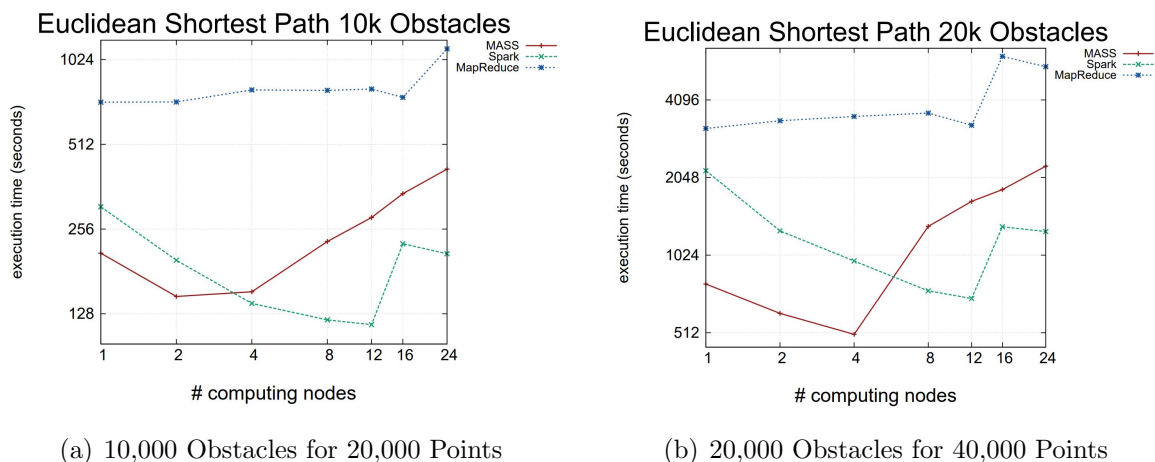 Euclidean Shortest Path 10k Obstacles
MASS
Spark
MapReduce
1024
512
256
128
execution time (seconds)
1 2 4 8 12 16 24
# computing nodes
(a) 10,000 Obstacles for 20,000 Points
Euclidean Shortest Path 20k Obstacles
MASS
Spark
MapReduce
4096
2048
1024
512
execution time (seconds)
1 2 4 8 12 16 24
# computing nodes
(b) 20,000 Obstacles for 40,000 Points